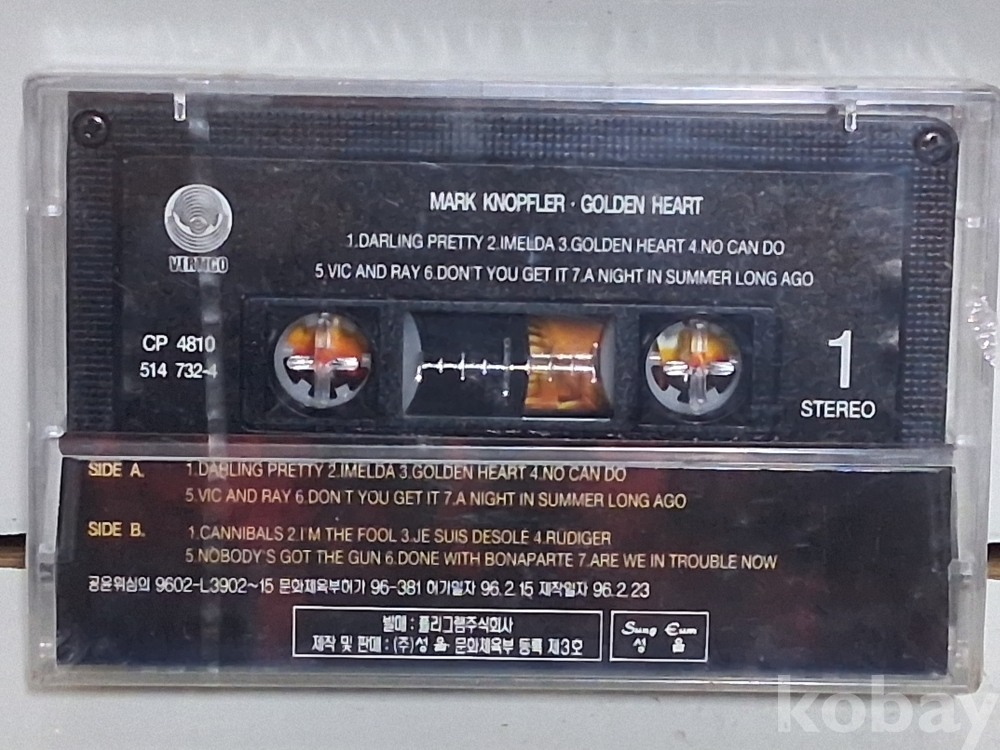 MARK KNOPFLER · GOLDEN HEART
1.DARLING PRETTY 2.IMELDA 3.GOLDEN HEART 4.NO CAN DO
5.VIC AND RAY 6.DON'T YOU GET IT 7.A NIGHT IN SUMMER LONG AGO
VERTIGO
CP 4810
514 732-4
1
STEREO
SIDE A. 1.DARLING PRETTY 2.IMELDA 3.GOLDEN HEART 4.NO CAN DO
5.VIC AND RAY 6.DON T YOU GET IT 7.A NIGHT IN SUMMER LONG AGO
SIDE B. 1.CANNIBALS 2.I'M THE FOOL 3.JE SUIS DESOLE 4.RUDIGER
5.NOBODY'S GOT THE GUN 6.DONE WITH BONAPARTE 7.ARE WE IN TROUBLE NOW
공윤위심의 9602-L3902~15 문화체육부허가 96-381 허가일자 96.2.15 제작일자 96.2.23
발매 : 폴리그램주식회사
제작 및 판매 : (주)성 음 문화체육부 등록 제3호
Sung Eum
성 음
kobay